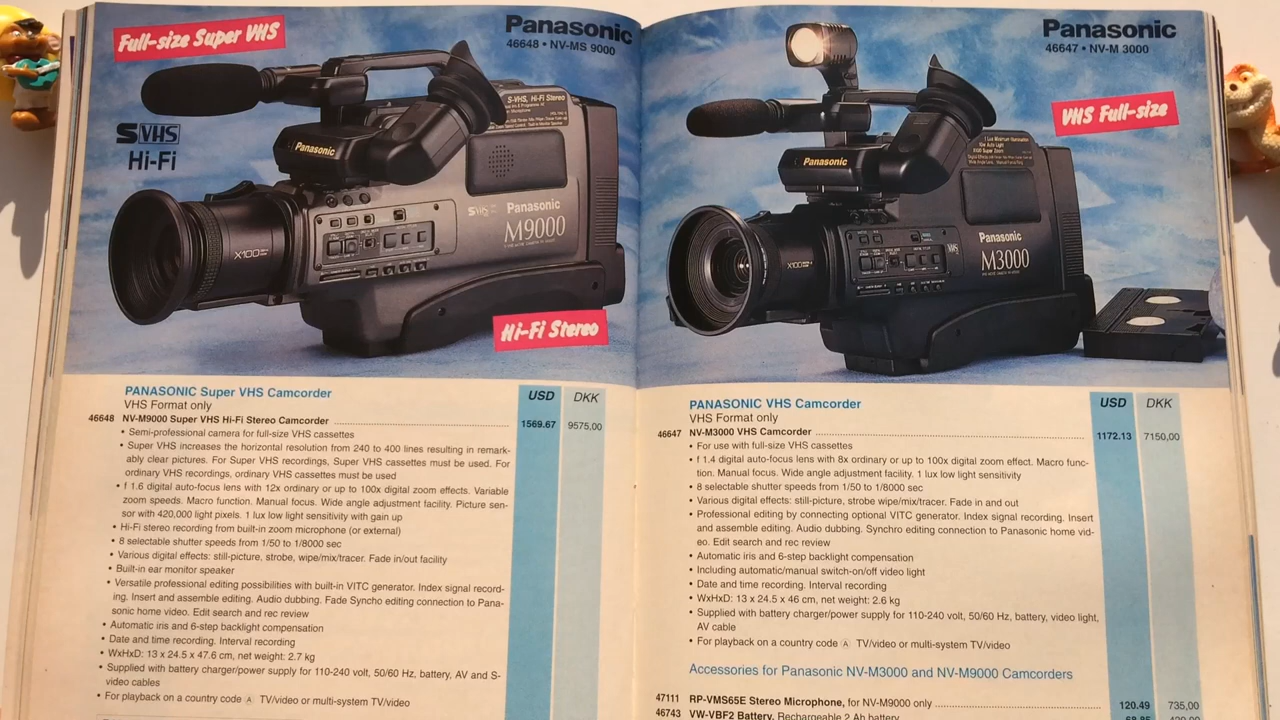 Full-size Super VHS
Panasonic
46648 • NV-MS 9000
S VHS
Hi-Fi
S-VHS, Hi-Fi Stereo
Panasonic
X100
SVHS
Panasonic
M9000
Hi-Fi Stereo
PANASONIC Super VHS Camcorder
VHS Format only
USD DKK
46648 NV-M9000 Super VHS Hi-Fi Stereo Camcorder 1569.67 9575,00
• Semi-professional camera for full-size VHS cassettes
• Super VHS increases the horizontal resolution from 240 to 400 lines resulting in remark-
ably clear pictures. For Super VHS recordings, Super VHS cassettes must be used. For
ordinary VHS recordings, ordinary VHS cassettes must be used
• f 1.6 digital auto-focus lens with 12x ordinary or up to 100x digital zoom effects. Variable
zoom speeds. Macro function. Manual focus. Wide angle adjustment facility. Picture sen-
sor with 420,000 light pixels. 1 lux low light sensitivity with gain up
• Hi-Fi stereo recording from built-in zoom microphone (or external)
• 8 selectable shutter speeds from 1/50 to 1/8000 sec
• Various digital effects: still-picture, strobe, wipe/mix/tracer. Fade in/out facility
• Built-in ear monitor speaker
• Versatile professional editing possibilities with built-in VITC generator. Index signal record-
ing. Insert and assemble editing. Audio dubbing. Fade Syncho editing connection to Pana-
sonic home video. Edit search and rec review
• Automatic iris and 6-step backlight compensation
• Date and time recording. Interval recording
• WxHxD: 13 x 24.5 x 47.6 cm, net weight: 2.7 kg
• Supplied with battery charger/power supply for 110-240 volt, 50/60 Hz, battery, AV and S-
video cables
• For playback on a country code A TV/video or multi-system TV/video
Panasonic
46647 • NV-M 3000
VHS Full-size
1 Lux Minimum Illumination
10w Auto Light
X100 Super Zoom
Panasonic
X100
VHS
Panasonic
M3000
PANASONIC VHS Camcorder
VHS Format only
USD DKK
46647 NV-M3000 VHS Camcorder 1172.13 7150,00
• For use with full-size VHS cassettes
• f 1.4 digital auto-focus lens with 8x ordinary or up to 100x digital zoom effect. Macro func-
tion. Manual focus. Wide angle adjustment facility. 1 lux low light sensitivity
• 8 selectable shutter speeds from 1/50 to 1/8000 sec
• Various digital effects: still-picture, strobe wipe/mix/tracer. Fade in and out
• Professional editing by connecting optional VITC generator. Index signal recording. Insert
and assemble editing. Audio dubbing. Synchro editing connection to Panasonic home vid-
eo. Edit search and rec review
• Automatic iris and 6-step backlight compensation
• Including automatic/manual switch-on/off video light
• Date and time recording. Interval recording
• WxHxD: 13 x 24.5 x 46 cm, net weight: 2.6 kg
• Supplied with battery charger/power supply for 110-240 volt, 50/60 Hz, battery, video light,
AV cable
• For playback on a country code A TV/video or multi-system TV/video
Accessories for Panasonic NV-M3000 and NV-M9000 Camcorders
47111 RP-VMS65E Stereo Microphone, for NV-M9000 only 120.49 735,00
46743 VW-VBF2 Battery, Rechargeable 2 Ah battery